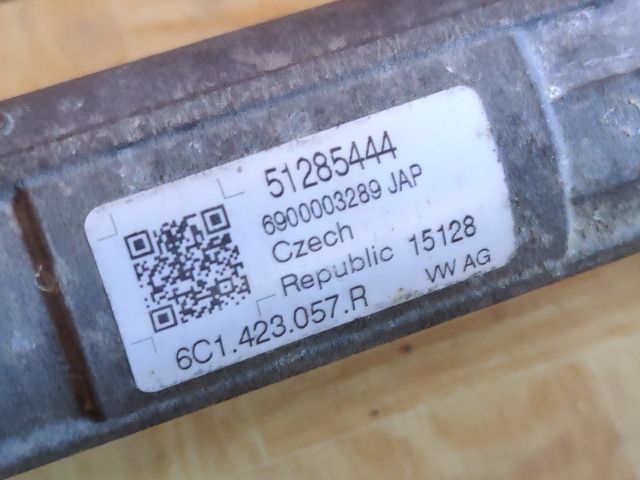 51285444
6900003289 JAP
Czech
Republic 15128
VW AG
6C1.423.057.R